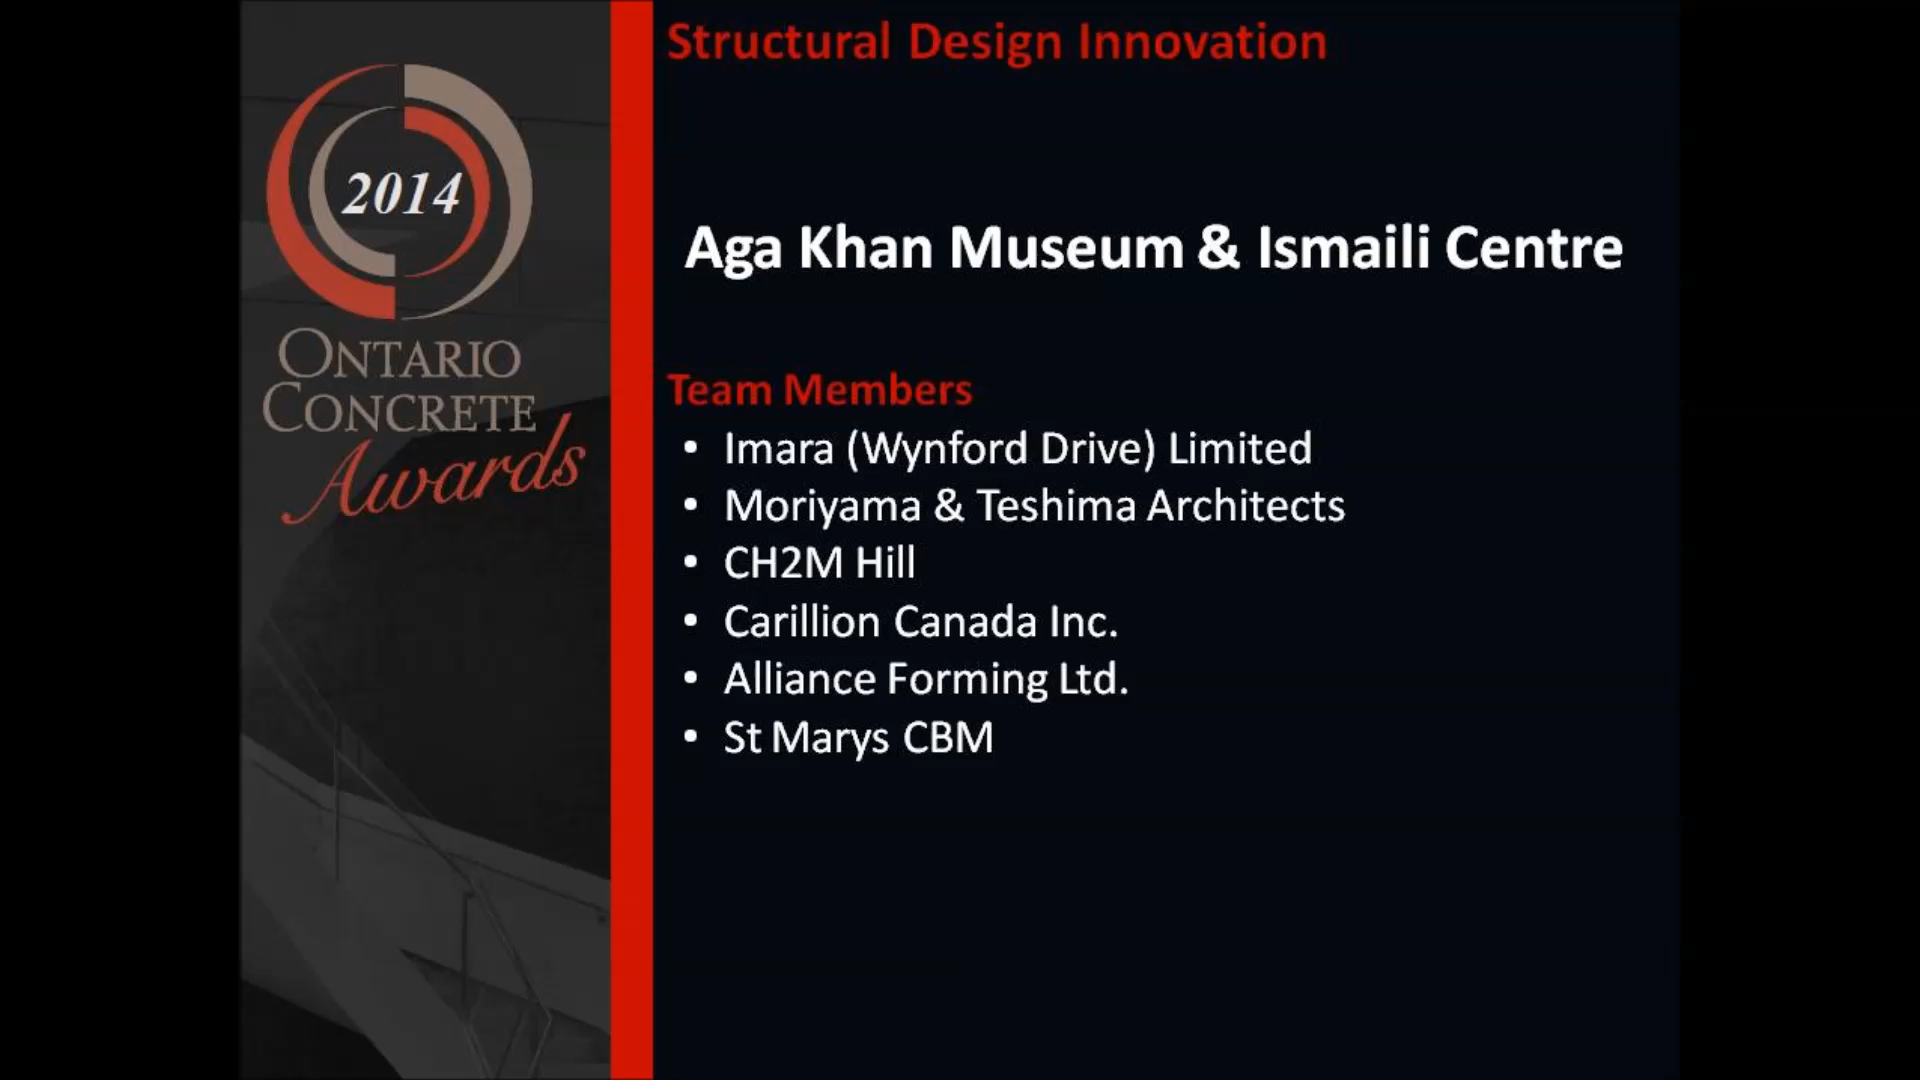 2014
ONTARIO
CONCRETE
Awards
Structural Design Innovation
Aga Khan Museum & Ismaili Centre
Team Members
• Imara (Wynford Drive) Limited
• Moriyama & Teshima Architects
• CH2M Hill
• Carillion Canada Inc.
• Alliance Forming Ltd.
• St Marys CBM